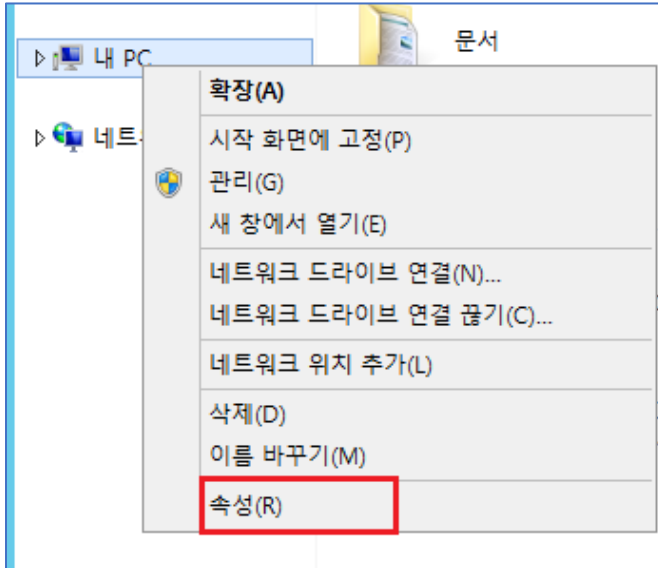 문서
내 PC
확장(A)
시작 화면에 고정(P)
네트
관리(G)
새 창에서 열기(E)
네트워크 드라이브 연결(N)...
네트워크 드라이브 연결 끊기(C)...
네트워크 위치 추가(L)
삭제(D)
이름 바꾸기(M)
속성(R)